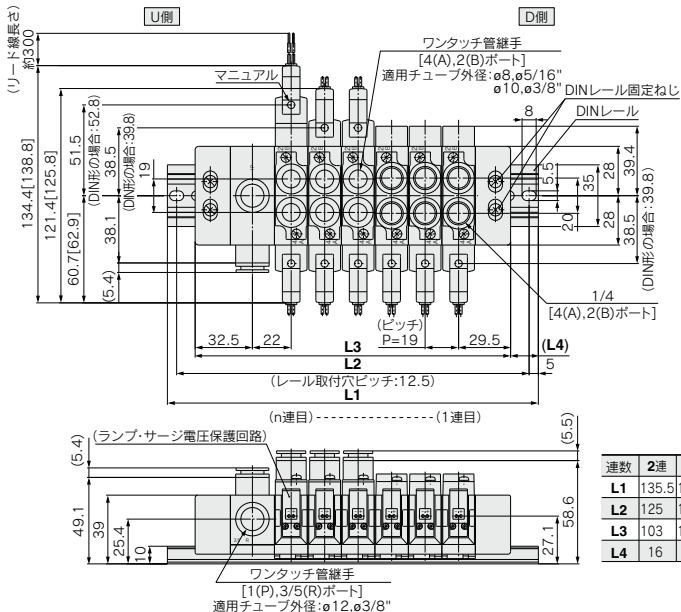 U側
D側
(リード線長さ)
約300
134.4[138.8]
121.4[125.8]
60.7[62.9]
51.5
(DIN形の場合:52.8)
38.5
(DIN形の場合:39.8)
19
38.1
(5.4)
マニュアル
ワンタッチ管継手
[4(A),2(B)ポート]
適用チューブ外径:ø8,ø5/16"
ø10,ø3/8"
DINレール固定ねじ
8
DINレール
5.5
20
35
28
28
39.4
38.5
(DIN形の場合:39.8)
1/4
[4(A),2(B)ポート]
(ピッチ)
P=19
32.5
22
29.5
L3
(L4)
L2
5
(レール取付穴ピッチ:12.5)
L1
(n連目)
(1連目)
(ランプ・サージ電圧保護回路)
(5.4)
(5.5)
49.1
39
25.4
10
27.1
58.6
ワンタッチ管継手
[1(P),3/5(R)ポート]
適用チューブ外径:ø12,ø3/8"
連数 2連
L1 135.5
L2 125
L3 103
L4 16